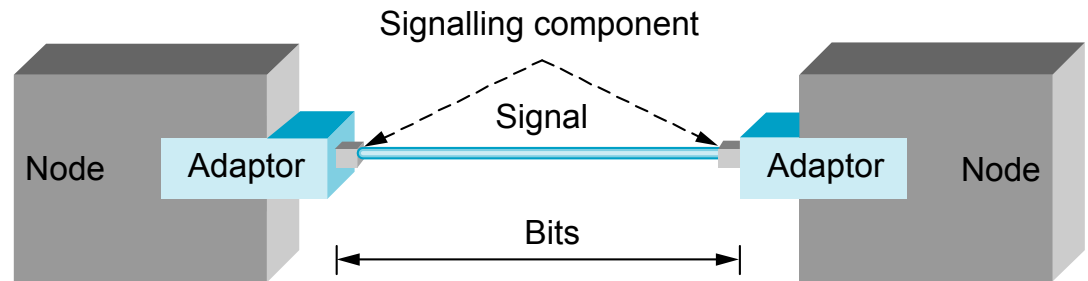 Signalling component
Signal
Node
Adaptor
Adaptor
Node
Bits